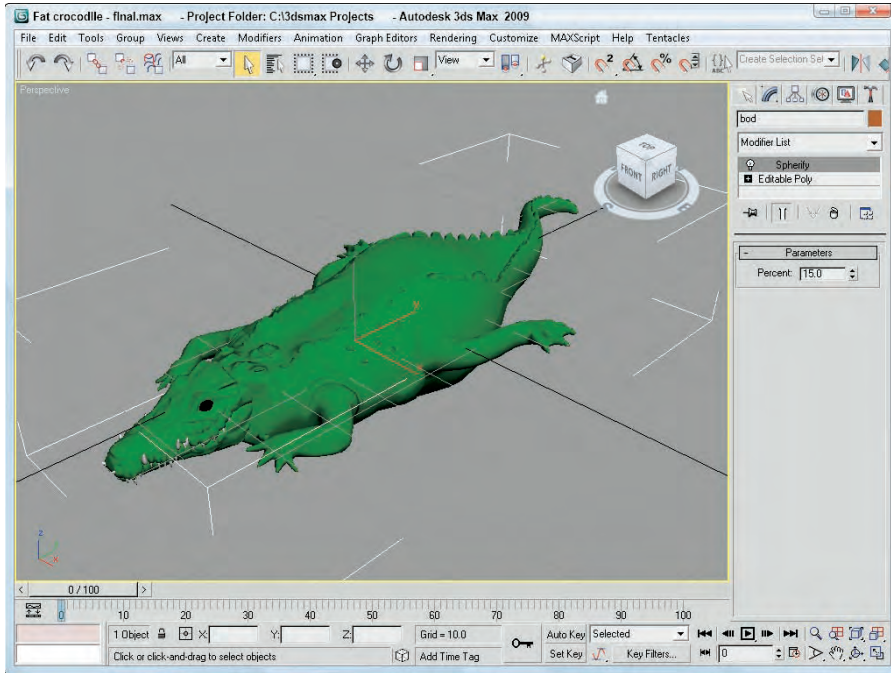 Fat crocodile - final.max - Project Folder: C:\3dsmax Projects - Autodesk 3ds Max 2009
File Edit Tools Group Views Create Modifiers Animation Graph Editors Rendering Customize MAXScript Help Tentacles
All View Create Selection Set
Perspective
TOP
FRONT RIGHT
bod
Modifier List
Spherify
Editable Poly
Parameters
Percent: 15.0
y
x
z
x
0 / 100
0 10 20 30 40 50 60 70 80 90 100
1 Object X: Y: Z: Grid = 10.0 Auto Key Selected
Click or click-and-drag to select objects Add Time Tag Set Key Key Filters... 0